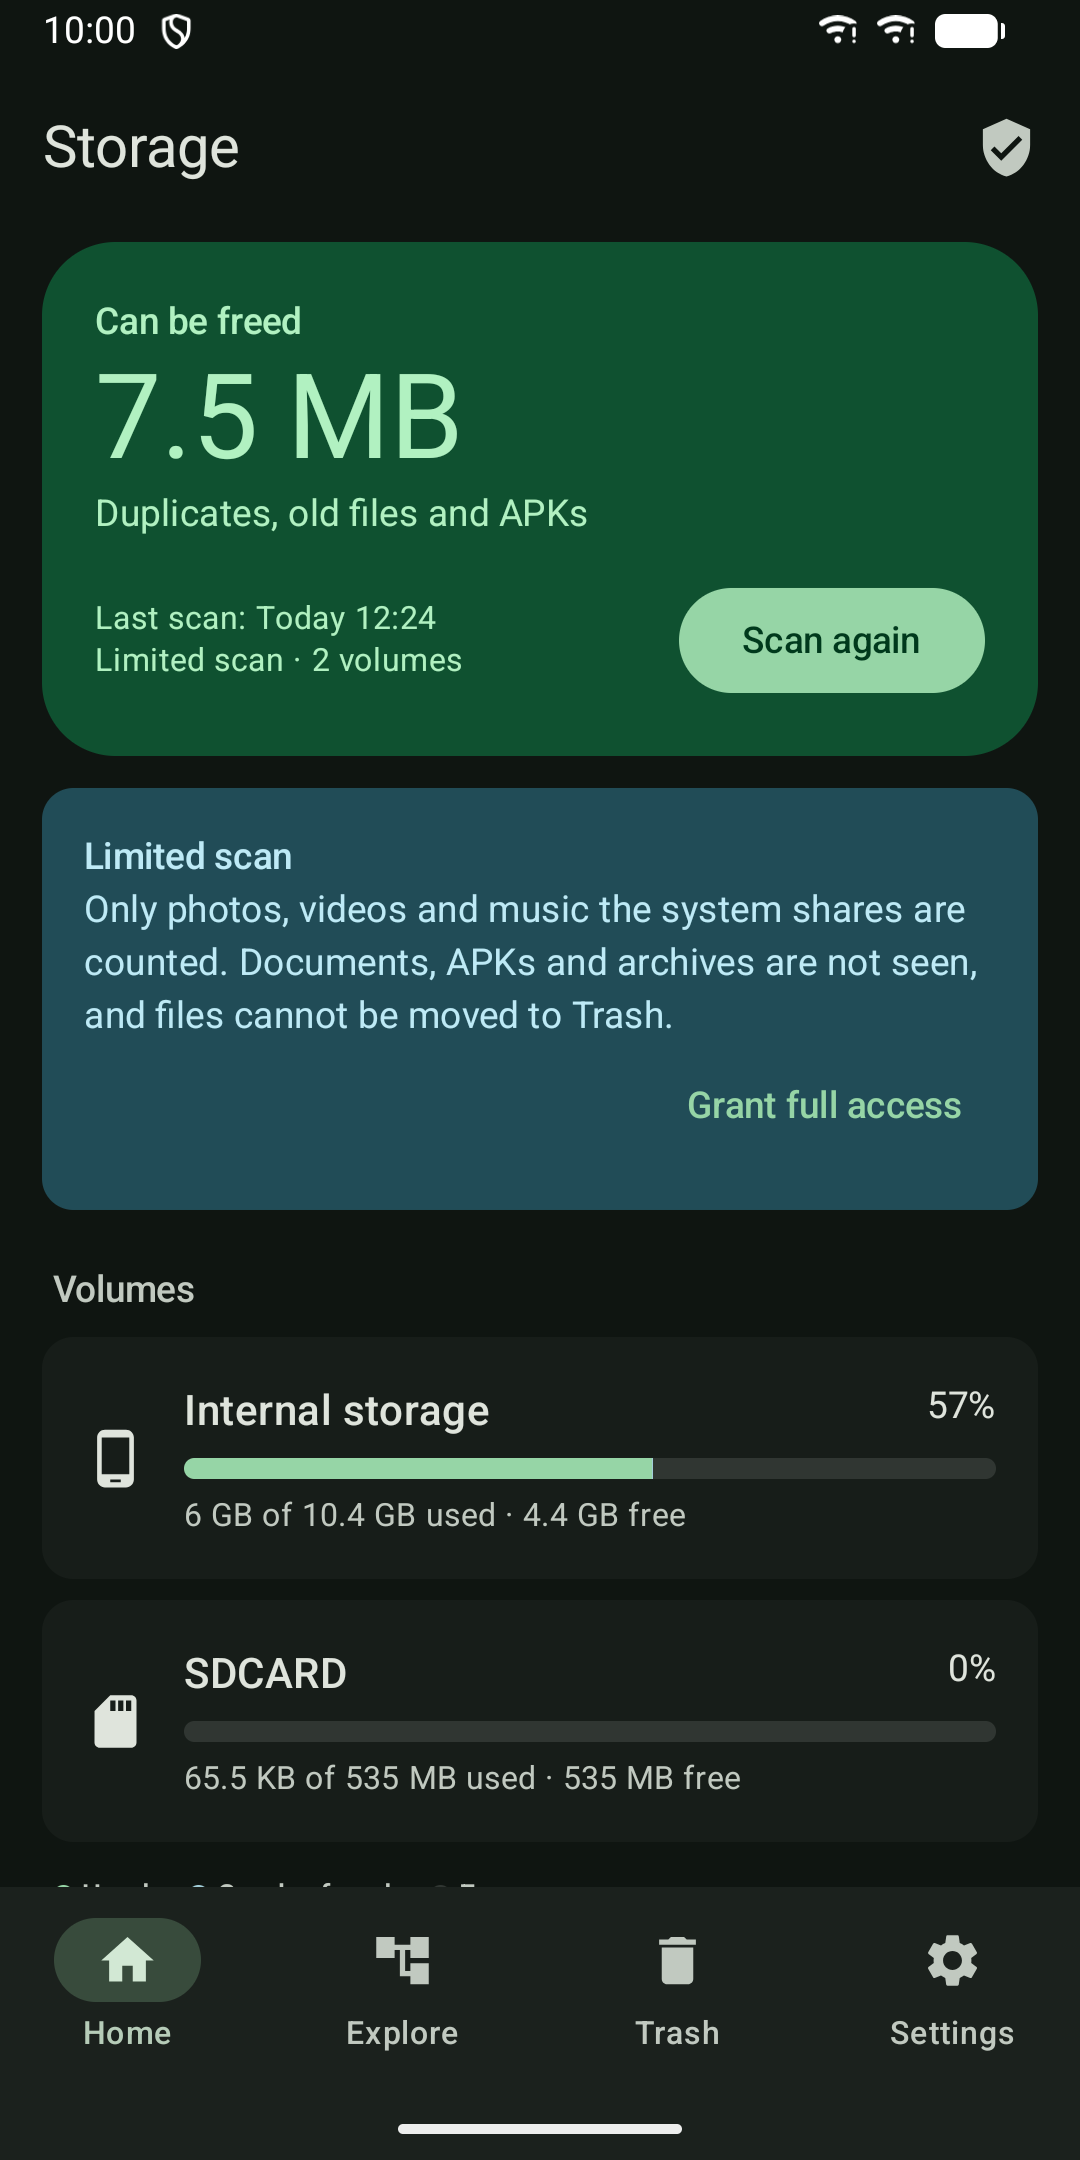 10:00
Storage
Can be freed
7.5 MB
Duplicates, old files and APKs
Last scan: Today 12:24
Limited scan · 2 volumes
Scan again
Limited scan
Only photos, videos and music the system shares are
counted. Documents, APKs and archives are not seen,
and files cannot be moved to Trash.
Grant full access
Volumes
Internal storage
57%
6 GB of 10.4 GB used · 4.4 GB free
SDCARD
0%
65.5 KB of 535 MB used · 535 MB free
Home
Explore
Trash
Settings